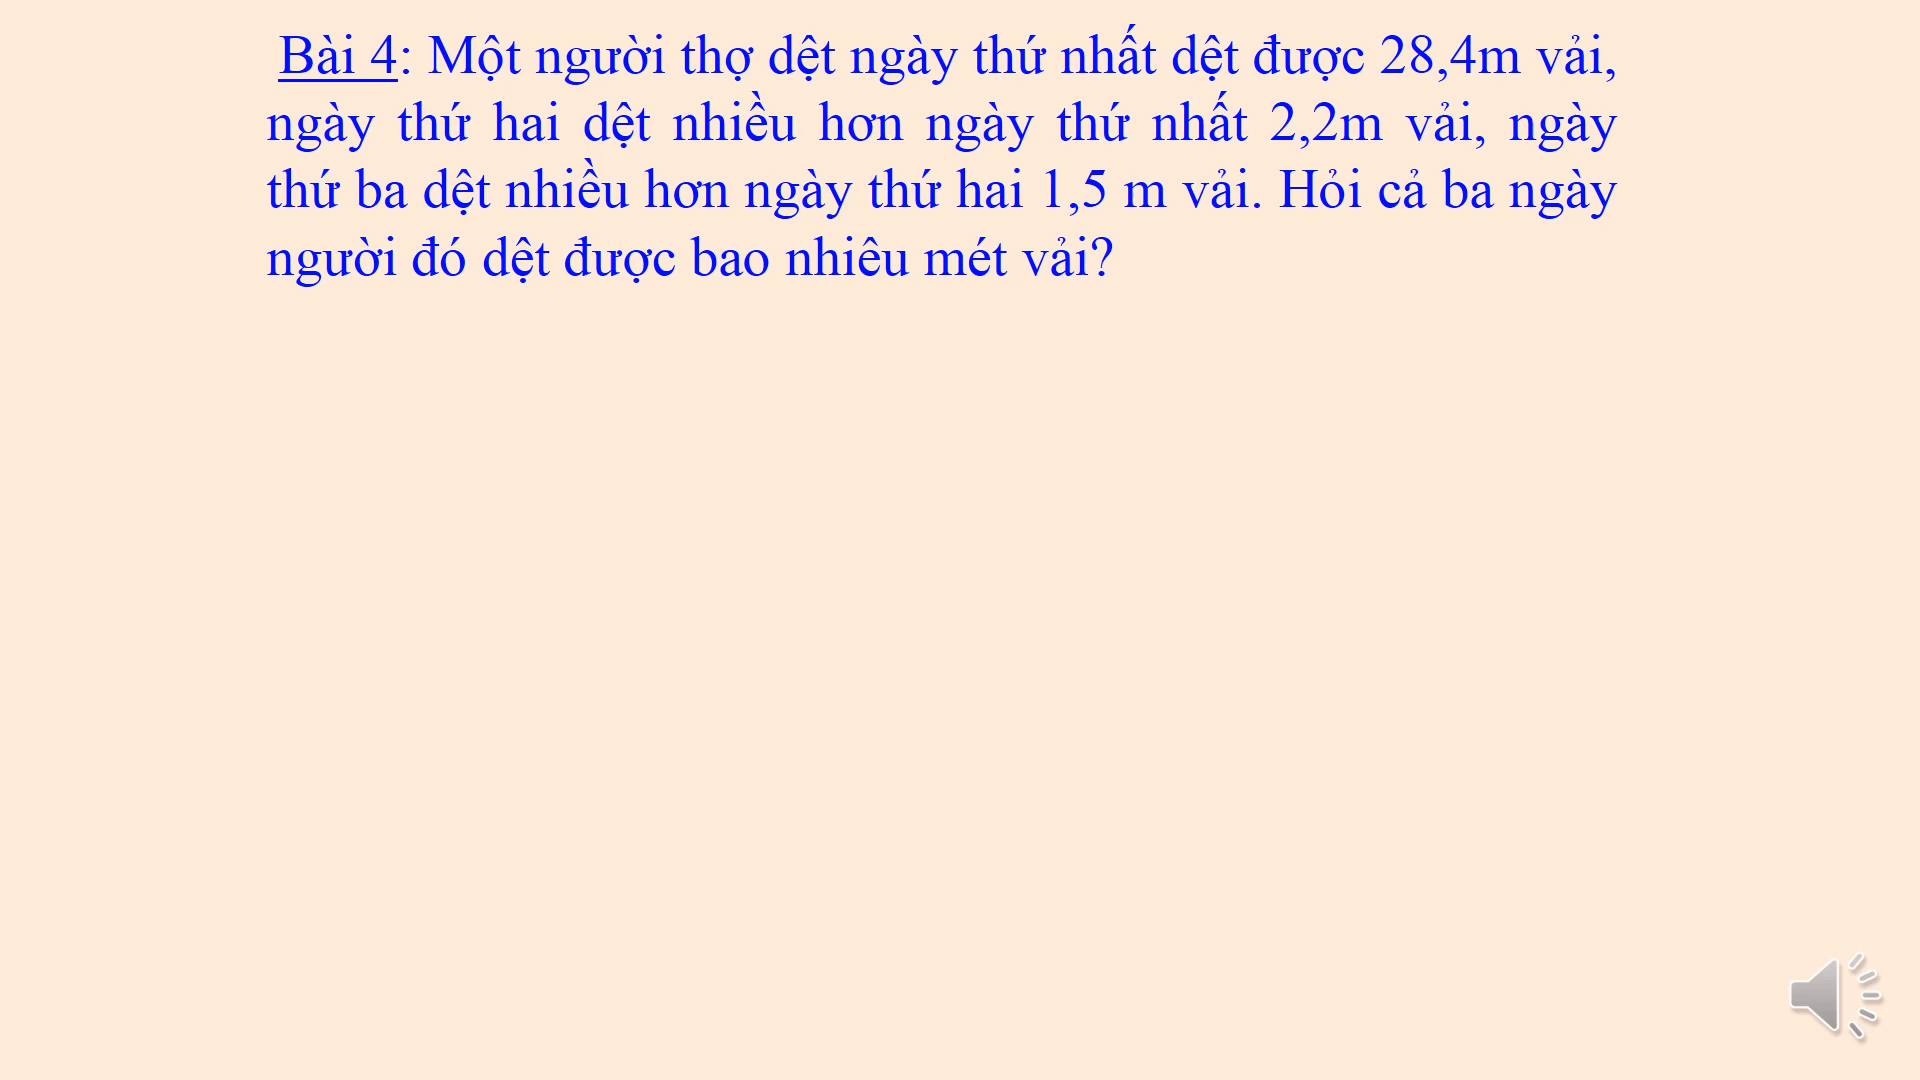 Bài 4: Một người thợ dệt ngày thứ nhất dệt được 28,4m vải,
ngày thứ hai dệt nhiều hơn ngày thứ nhất 2,2m vải, ngày
thứ ba dệt nhiều hơn ngày thứ hai 1,5 m vải. Hỏi cả ba ngày
người đó dệt được bao nhiêu mét vải?